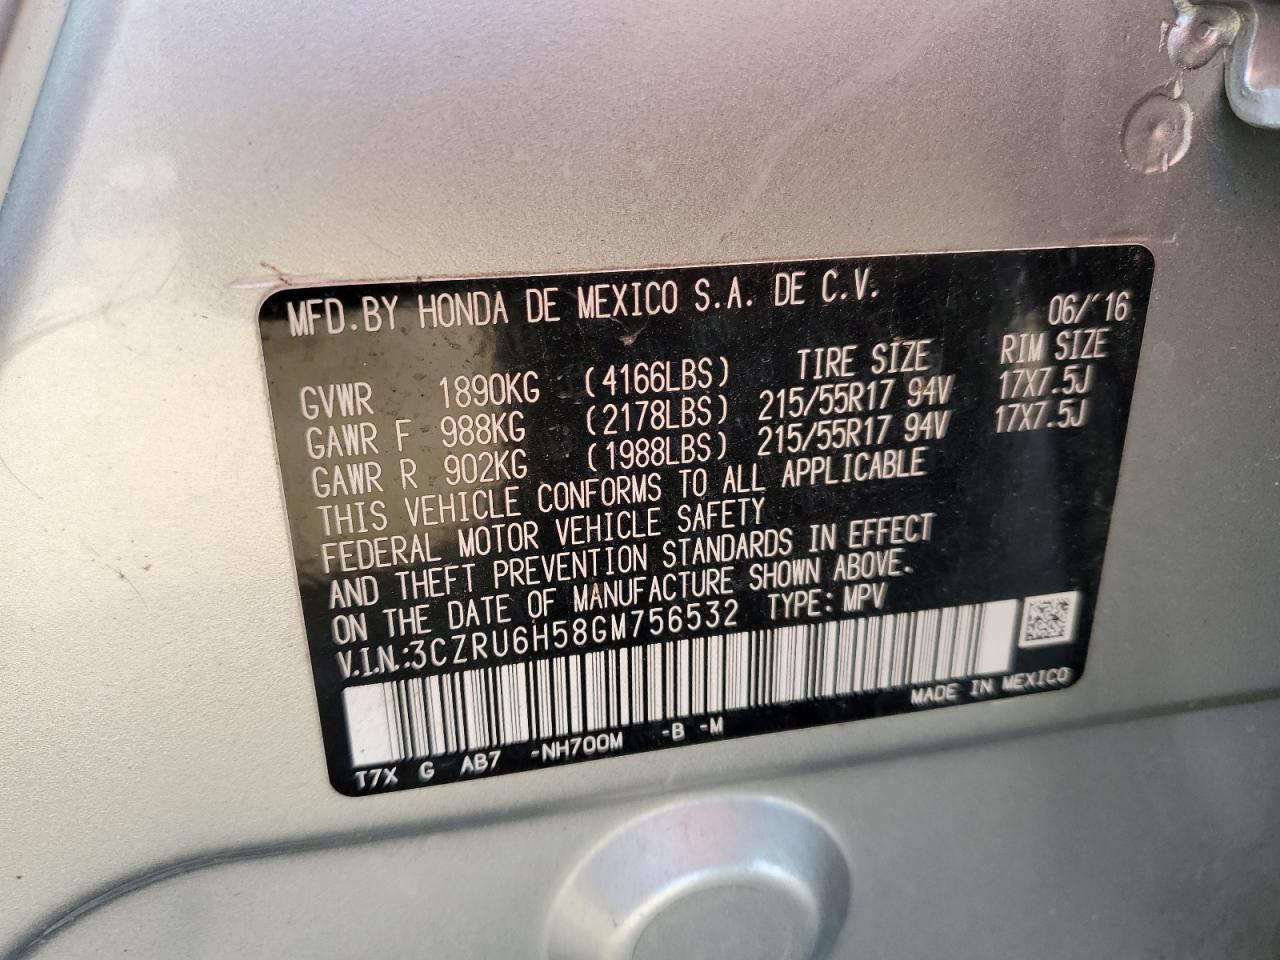 MFD.BY HONDA DE MEXICO S.A. DE C.V. 06/'16
TIRE SIZE RIM SIZE
GVWR 1890KG (4166LBS)
GAWR F 988KG (2178LBS) 215/55R17 94V 17X7.5J
GAWR R 902KG (1988LBS) 215/55R17 94V 17X7.5J
THIS VEHICLE CONFORMS TO ALL APPLICABLE
FEDERAL MOTOR VEHICLE SAFETY
AND THEFT PREVENTION STANDARDS IN EFFECT
ON THE DATE OF MANUFACTURE SHOWN ABOVE.
V.I.N.:3CZRU6H58GM756532 TYPE: MPV
MADE IN MEXICO
T7X G AB7 -NH700M -B -M